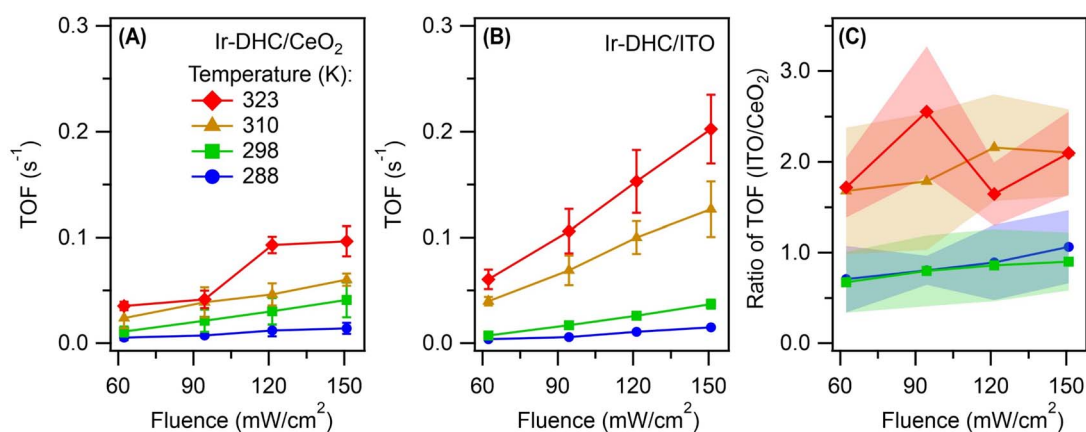 (A) Ir-DHC/CeO₂
Temperature (K):
323
310
298
288
TOF (s⁻¹)
0.3
0.2
0.1
0.0
60 90 120 150
Fluence (mW/cm²)
(B) Ir-DHC/ITO
TOF (s⁻¹)
0.3
0.2
0.1
0.0
60 90 120 150
Fluence (mW/cm²)
(C)
Ratio of TOF (ITO/CeO₂)
3.0
2.0
1.0
0.0
60 90 120 150
Fluence (mW/cm²)